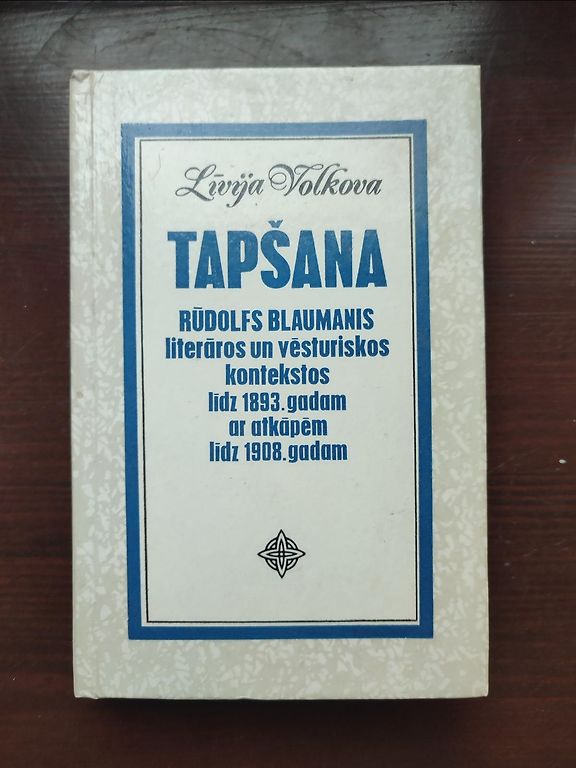 Līvija Volkova
TAPŠANA
RŪDOLFS BLAUMANIS
literāros un vēsturiskos
kontekstos
līdz 1893. gadam
ar atkāpēm
līdz 1908. gadam